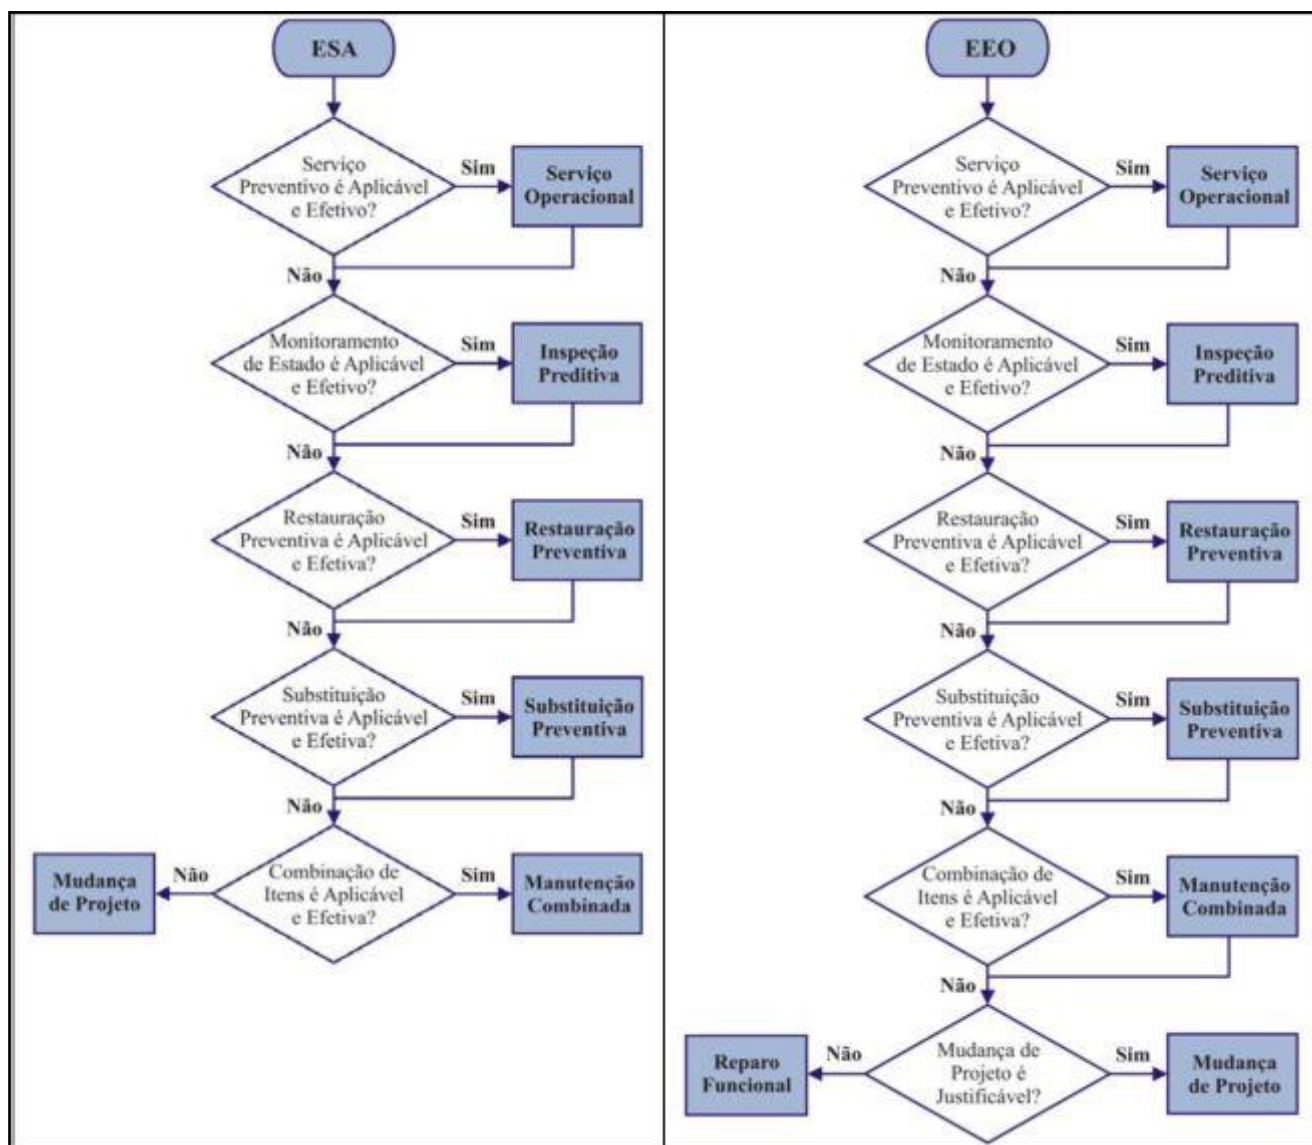 ESA
Serviço
Preventivo é Aplicável
e Efetivo?
Sim
Serviço
Operacional
Não
Monitoramento
de Estado é Aplicável
e Efetivo?
Sim
Inspeção
Preditiva
Não
Restauração
Preventiva é Aplicável
e Efetiva?
Sim
Restauração
Preventiva
Não
Substituição
Preventiva é Aplicável
e Efetiva?
Sim
Substituição
Preventiva
Não
Combinação de
Itens é Aplicável
e Efetiva?
Não
Mudança
de Projeto
Sim
Manutenção
Combinada
EEO
Serviço
Preventivo é Aplicável
e Efetivo?
Sim
Serviço
Operacional
Não
Monitoramento
de Estado é Aplicável
e Efetivo?
Sim
Inspeção
Preditiva
Não
Restauração
Preventiva é Aplicável
e Efetiva?
Sim
Restauração
Preventiva
Não
Substituição
Preventiva é Aplicável
e Efetiva?
Sim
Substituição
Preventiva
Não
Combinação de
Itens é Aplicável
e Efetiva?
Sim
Manutenção
Combinada
Não
Mudança de
Projeto é
Justificável?
Não
Reparo
Funcional
Sim
Mudança
de Projeto